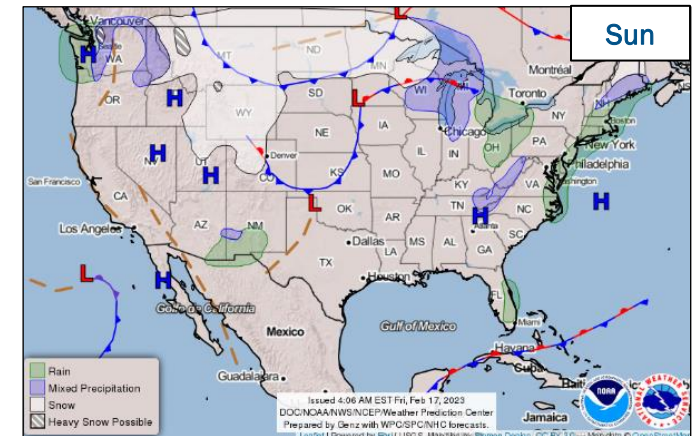 Sun
Vancouver
Seattle
WA
H
MT
ND
MN
L
OR
H
WY
SD
L
WI
Montréal
Toronto
NY
NH
Boston
NE
IA
Chicago
IL
IN
OH
PA
New York
Philadelphia
H
NV
UT
H
Denver
CO
KS
MO
KY
VA
Washington
H
San Francisco
CA
L
OK
AR
TN
NC
H
Atlanta
SC
Los Angeles
AZ
NM
Dallas
LA
MS
AL
GA
TX
Houston
L
H
Golfo de California
FL
Miami
Mexico
Gulf of Mexico
Havana
Cuba
Guadalajara
Jamaica
Rain
Mixed Precipitation
Snow
Heavy Snow Possible
Issued 4:06 AM EST Fri, Feb 17, 2023
DOC/NOAA/NWS/NCEP/Weather Prediction Center
Prepared by Genz with WPC/SPC/NHC forecasts.
NOAA